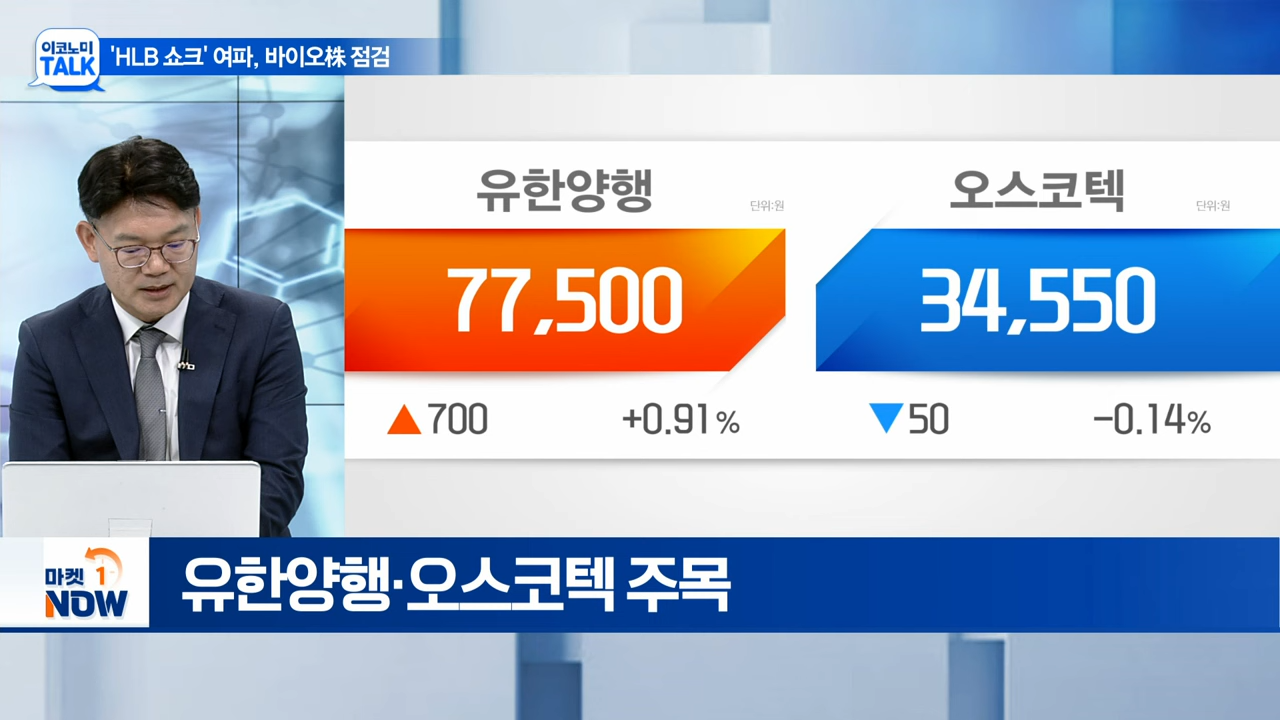 이코노미
TALK
'HLB 쇼크' 여파, 바이오株 점검
유한양행
단위:원
77,500
▲700 +0.91%
오스코텍
단위:원
34,550
▼50 -0.14%
마켓 1
NOW
유한양행·오스코텍 주목